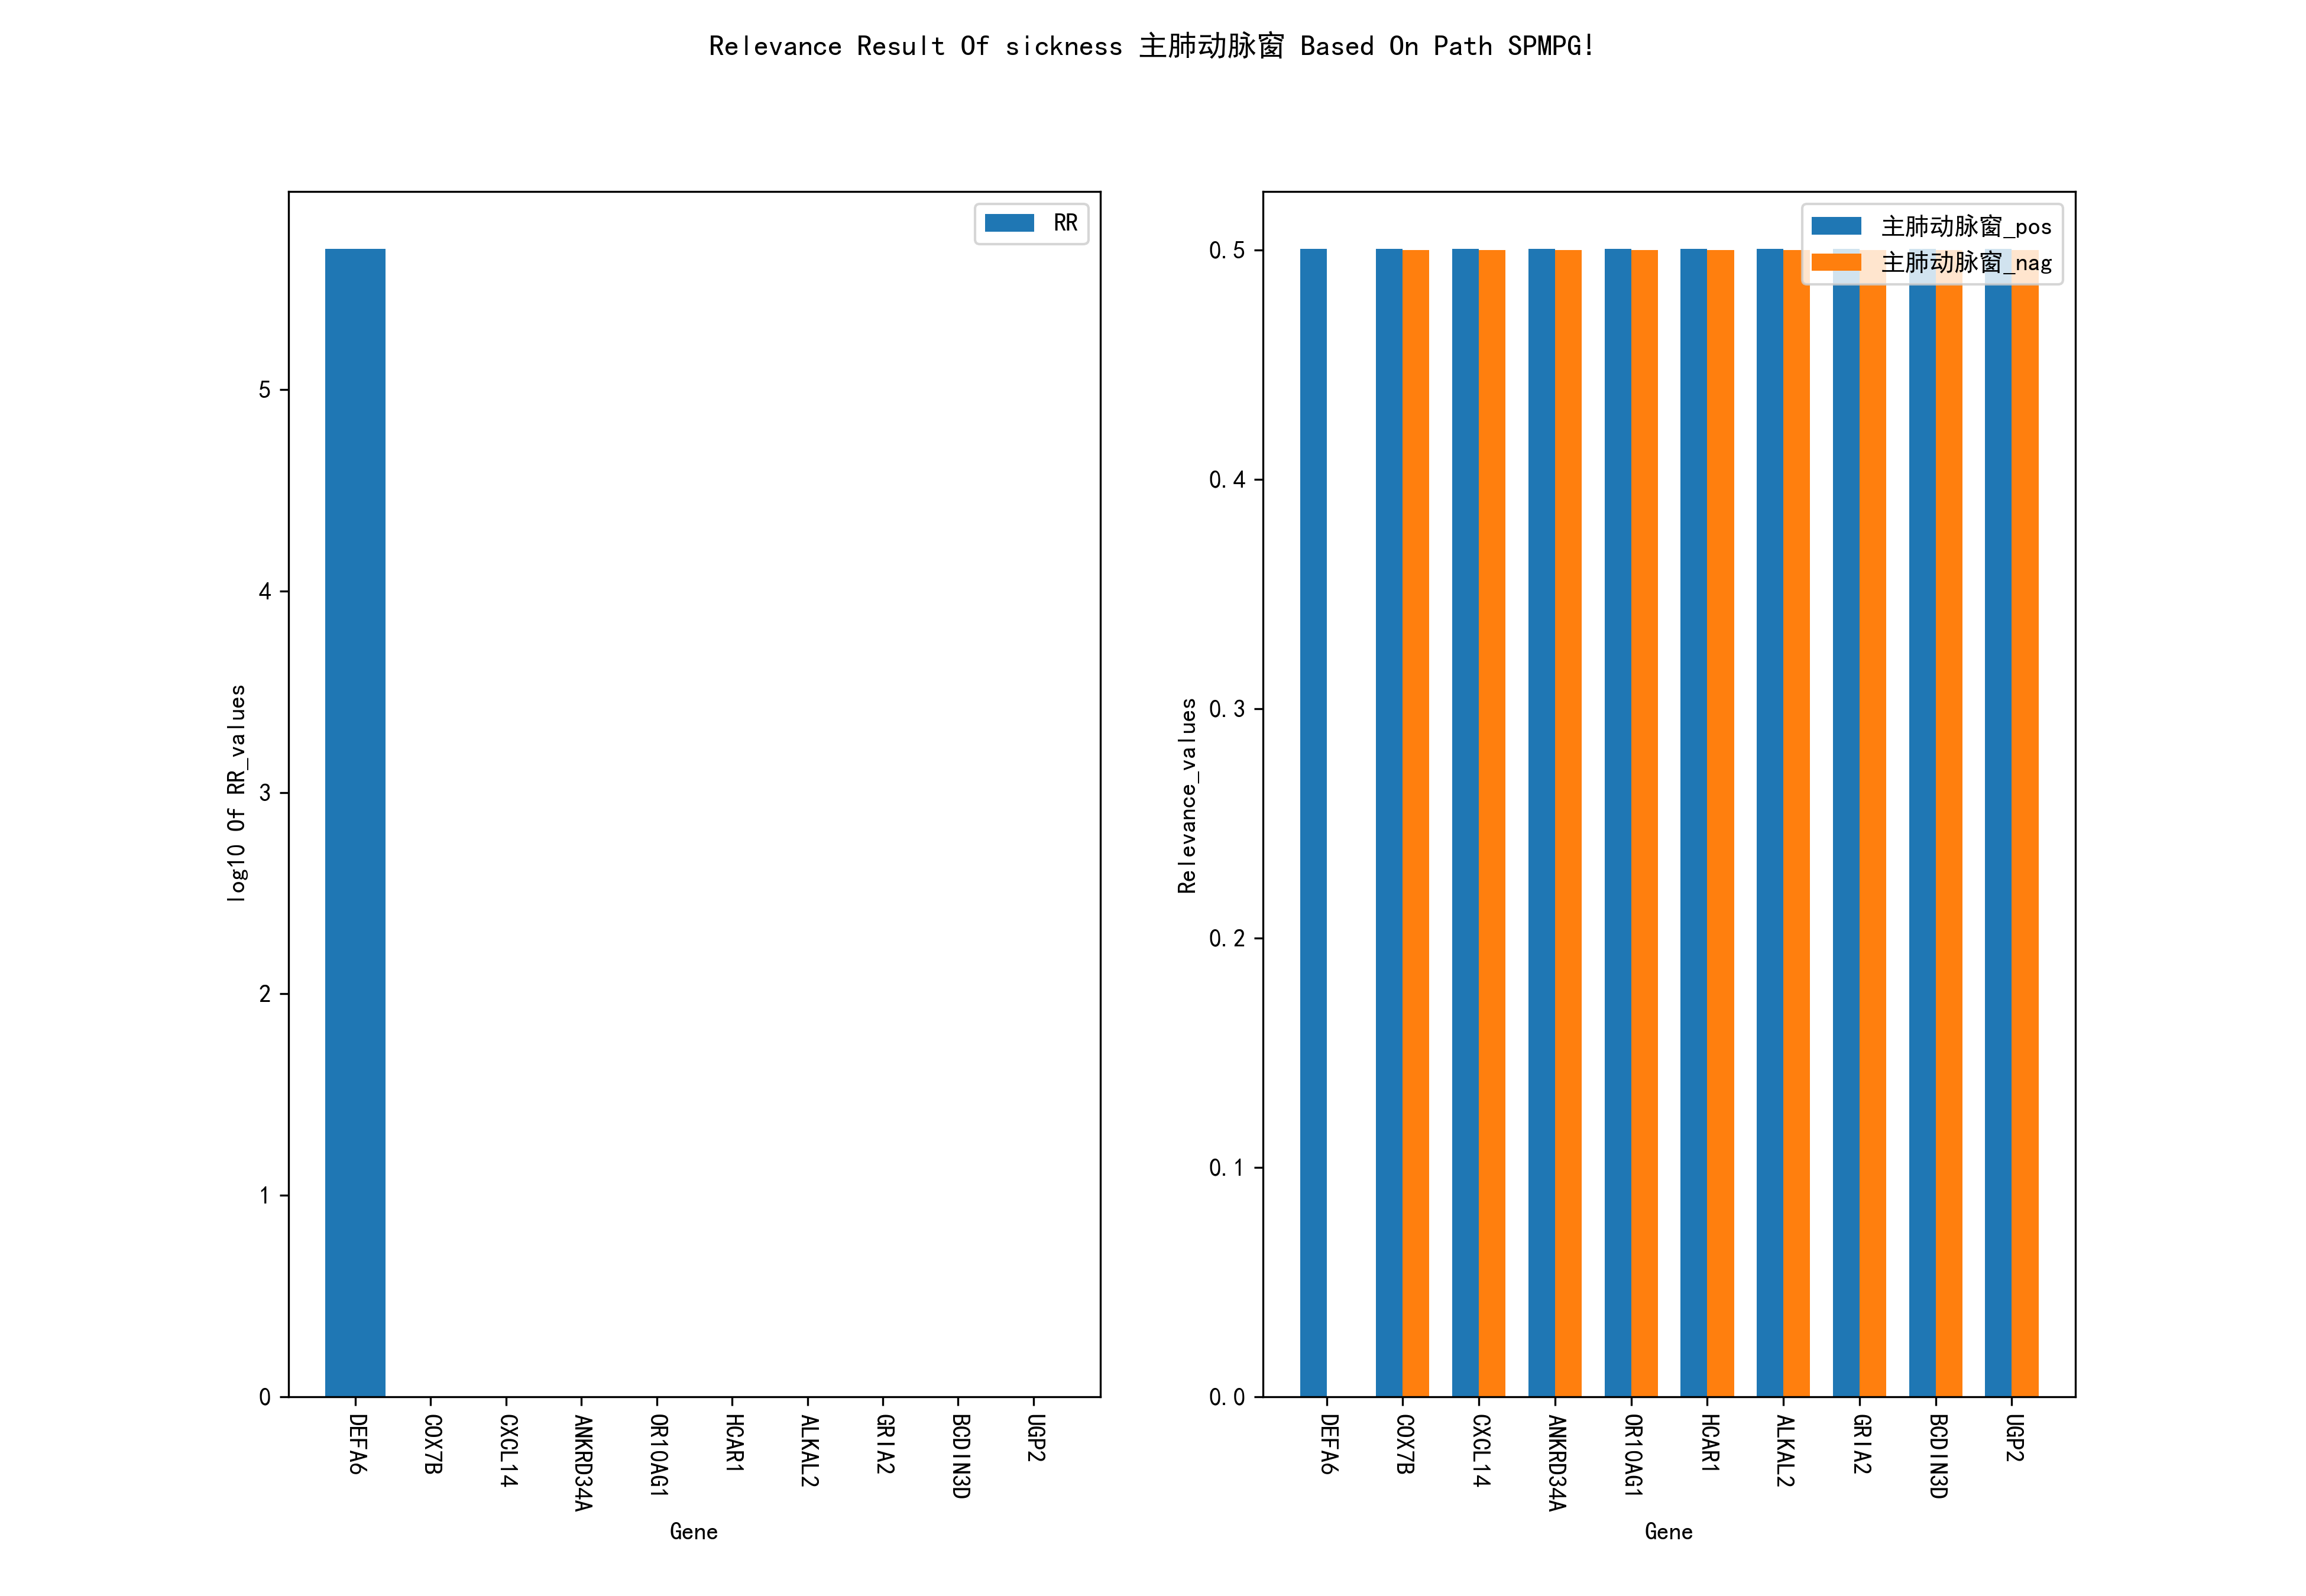 Relevance Result Of sickness 主肺动脉窗 Based On Path SPMPG!
RR
log10 Of RR_values
5
4
3
2
1
0
DEFA6
COX7B
CXCL14
ANKRD34A
OR10AG1
HCAR1
ALKAL2
GRIA2
BCDIN3D
UGP2
Gene
主肺动脉窗_pos
主肺动脉窗_nag
Relevance_values
0.5
0.4
0.3
0.2
0.1
0.0
DEFA6
COX7B
CXCL14
ANKRD34A
OR10AG1
HCAR1
ALKAL2
GRIA2
BCDIN3D
UGP2
Gene